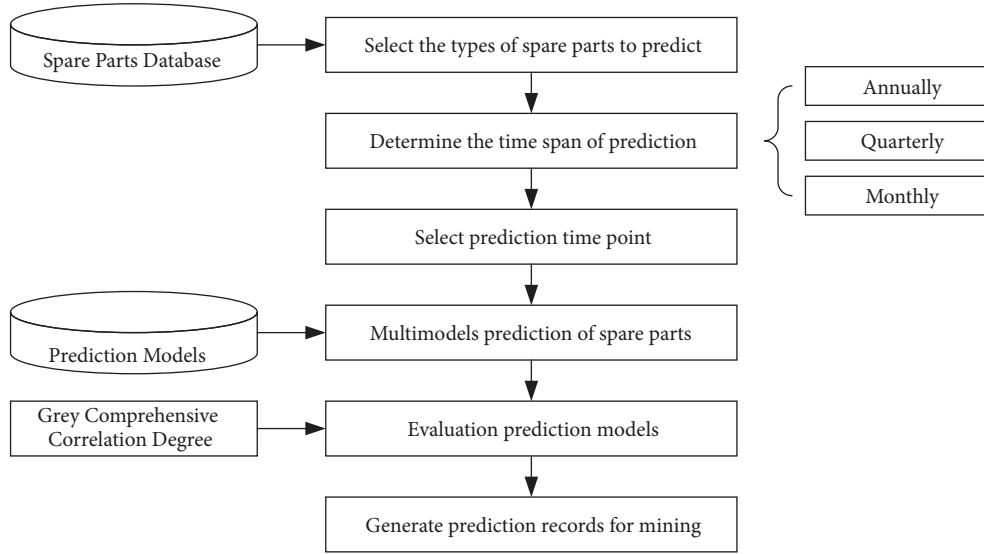 Spare Parts Database
Select the types of spare parts to predict
Determine the time span of prediction
Annually
Quarterly
Monthly
Select prediction time point
Prediction Models
Multimodels prediction of spare parts
Grey Comprehensive
Correlation Degree
Evaluation prediction models
Generate prediction records for mining